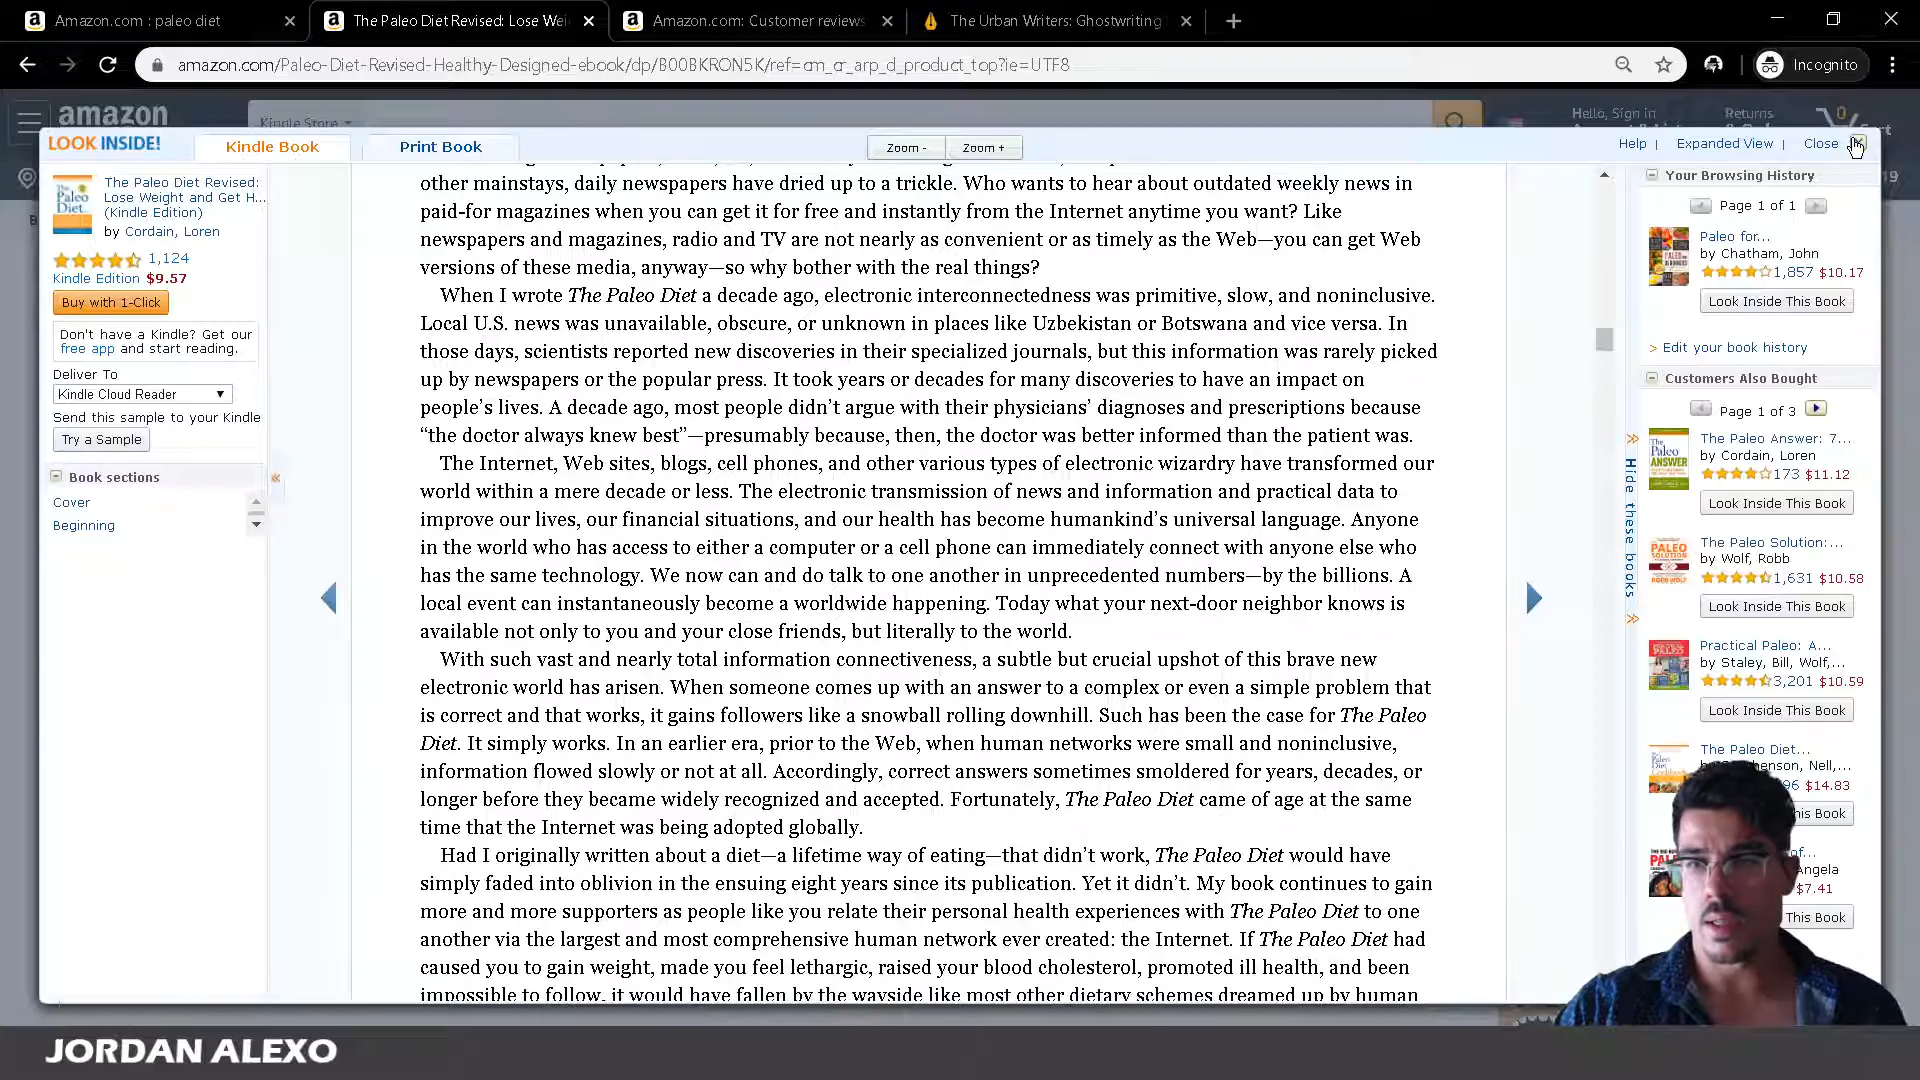 Amazon.com : paleo diet
The Paleo Diet Revised: Lose Wei
Amazon.com: Customer reviews
The Urban Writers: Ghostwriting
amazon.com/Paleo-Diet-Revised-Healthy-Designed-ebook/dp/B00BKRON5K/ref=cm_cr_arp_d_product_top?ie=UTF8
Incognito
amazon
Kindle Store
Hello, Sign in
Returns
0
LOOK INSIDE!
Kindle Book
Print Book
Zoom -
Zoom +
Help |
Expanded View |
Close
The Paleo Diet Revised:
Lose Weight and Get H...
(Kindle Edition)
by Cordain, Loren
1,124
Kindle Edition $9.57
Buy with 1-Click
Don't have a Kindle? Get our
free app and start reading.
Deliver To
Kindle Cloud Reader
Send this sample to your Kindle
Try a Sample
Book sections
Cover
Beginning
other mainstays, daily newspapers have dried up to a trickle. Who wants to hear about outdated weekly news in
paid-for magazines when you can get it for free and instantly from the Internet anytime you want? Like
newspapers and magazines, radio and TV are not nearly as convenient or as timely as the Web—you can get Web
versions of these media, anyway—so why bother with the real things?
When I wrote The Paleo Diet a decade ago, electronic interconnectedness was primitive, slow, and noninclusive.
Local U.S. news was unavailable, obscure, or unknown in places like Uzbekistan or Botswana and vice versa. In
those days, scientists reported new discoveries in their specialized journals, but this information was rarely picked
up by newspapers or the popular press. It took years or decades for many discoveries to have an impact on
people's lives. A decade ago, most people didn't argue with their physicians' diagnoses and prescriptions because
“the doctor always knew best”—presumably because, then, the doctor was better informed than the patient was.
The Internet, Web sites, blogs, cell phones, and other various types of electronic wizardry have transformed our
world within a mere decade or less. The electronic transmission of news and information and practical data to
improve our lives, our financial situations, and our health has become humankind's universal language. Anyone
in the world who has access to either a computer or a cell phone can immediately connect with anyone else who
has the same technology. We now can and do talk to one another in unprecedented numbers—by the billions. A
local event can instantaneously become a worldwide happening. Today what your next-door neighbor knows is
available not only to you and your close friends, but literally to the world.
With such vast and nearly total information connectiveness, a subtle but crucial upshot of this brave new
electronic world has arisen. When someone comes up with an answer to a complex or even a simple problem that
is correct and that works, it gains followers like a snowball rolling downhill. Such has been the case for The Paleo
Diet. It simply works. In an earlier era, prior to the Web, when human networks were small and noninclusive,
information flowed slowly or not at all. Accordingly, correct answers sometimes smoldered for years, decades, or
longer before they became widely recognized and accepted. Fortunately, The Paleo Diet came of age at the same
time that the Internet was being adopted globally.
Had I originally written about a diet—a lifetime way of eating—that didn't work, The Paleo Diet would have
simply faded into oblivion in the ensuing eight years since its publication. Yet it didn't. My book continues to gain
more and more supporters as people like you relate their personal health experiences with The Paleo Diet to one
another via the largest and most comprehensive human network ever created: the Internet. If The Paleo Diet had
caused you to gain weight, made you feel lethargic, raised your blood cholesterol, promoted ill health, and been
impossible to follow, it would have fallen by the wayside like most other dietary schemes dreamed up by human
Hide these books
Your Browsing History
Page 1 of 1
Paleo for...
by Chatham, John
1,857 $10.17
Look Inside This Book
> Edit your book history
Customers Also Bought
Page 1 of 3
The Paleo Answer: 7...
by Cordain, Loren
173 $11.12
Look Inside This Book
The Paleo Solution:...
by Wolf, Robb
1,631 $10.58
Look Inside This Book
Practical Paleo: A...
by Staley, Bill, Wolf,...
3,201 $10.59
Look Inside This Book
The Paleo Diet...
Nell,...
96 $14.83
This Book
of...
Angela
$7.41
This Book
JORDAN ALEXO